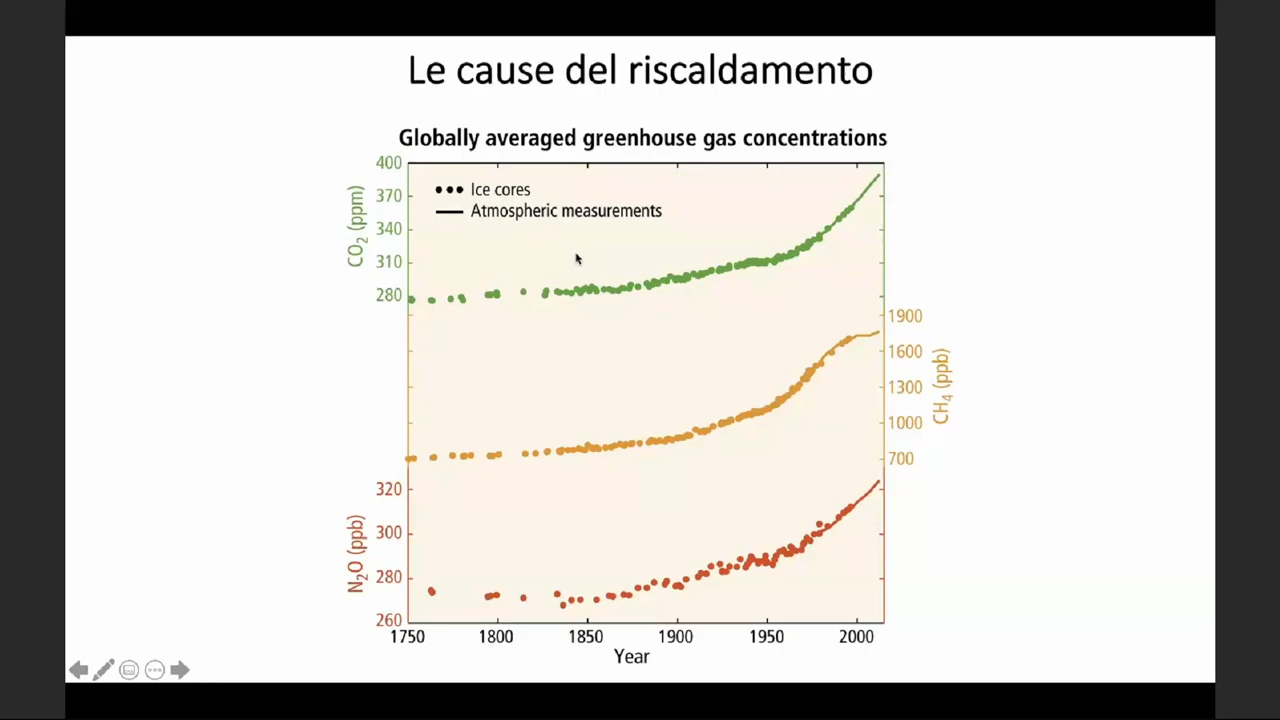 Le cause del riscaldamento
Globally averaged greenhouse gas concentrations
Ice cores
Atmospheric measurements
CO2 (ppm)
400
370
340
310
280
CH4 (ppb)
1900
1600
1300
1000
700
N2O (ppb)
320
300
280
260
1750 1800 1850 1900 1950 2000
Year